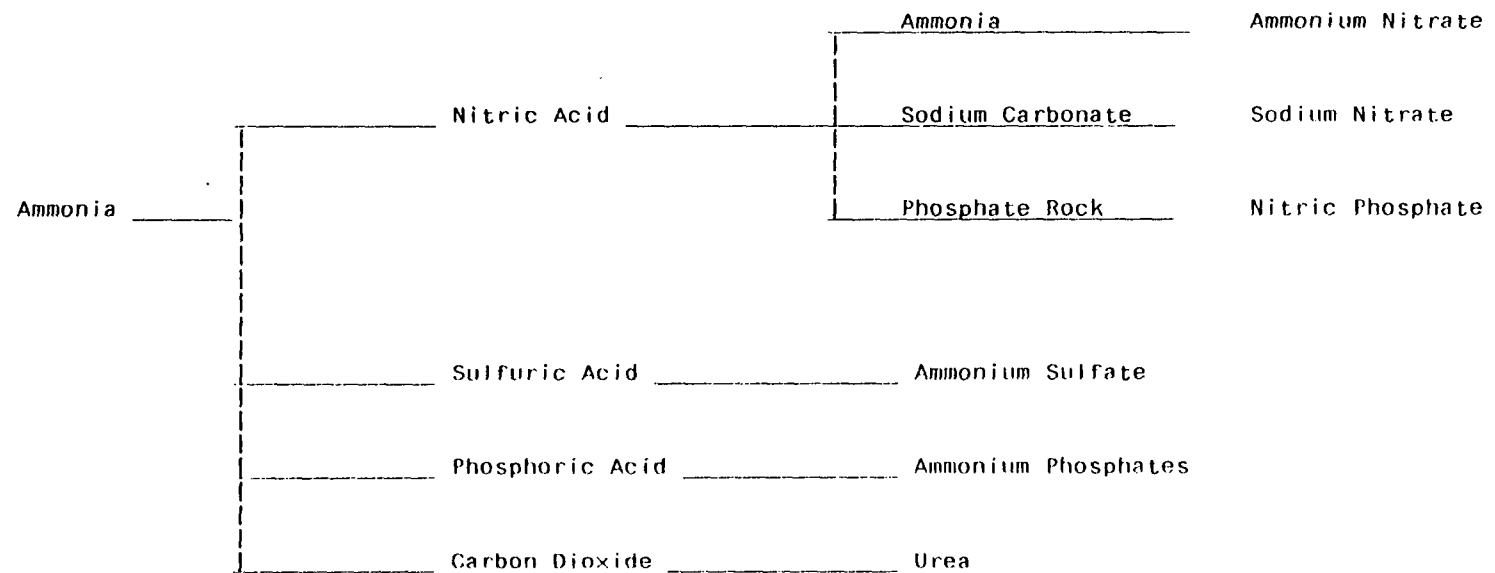 Ammonia Ammonium Nitrate
Nitric Acid Sodium Carbonate Sodium Nitrate
Ammonia Phosphate Rock Nitric Phosphate
Sulfuric Acid Ammonium Sulfate
Phosphoric Acid Ammonium Phosphates
Carbon Dioxide Urea